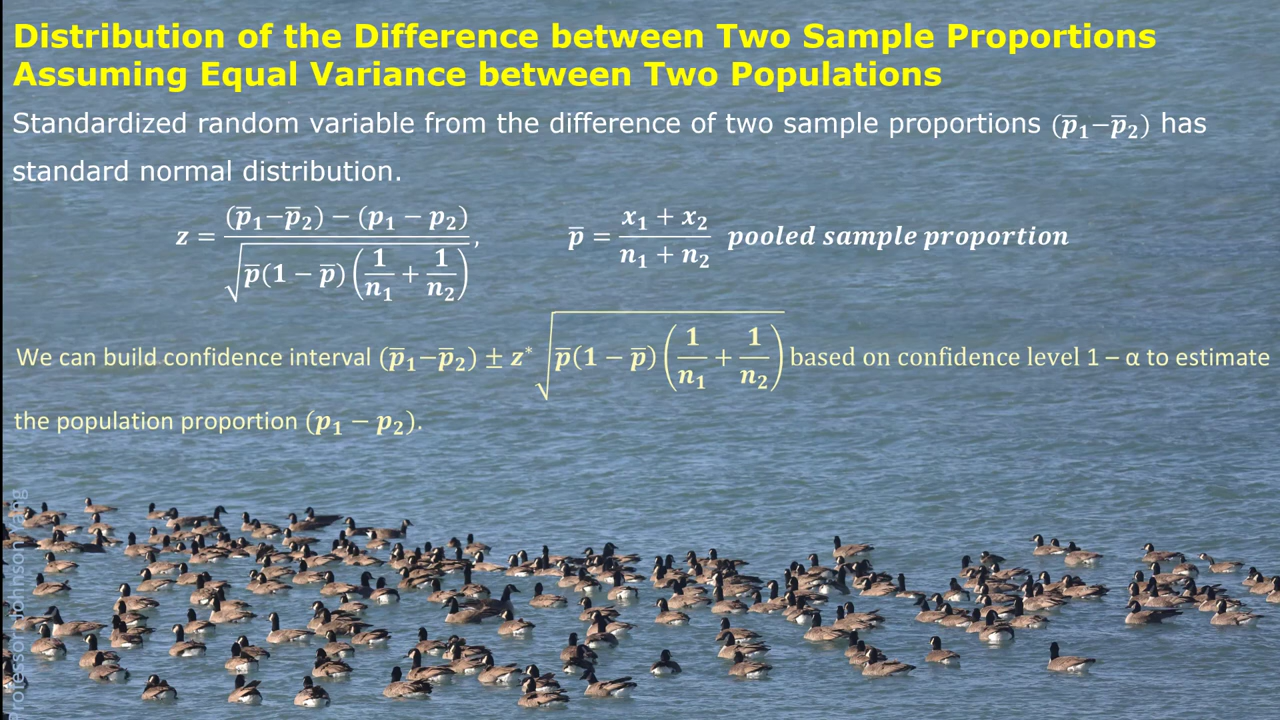 Distribution of the Difference between Two Sample Proportions
Assuming Equal Variance between Two Populations
Standardized random variable from the difference of two sample proportions (p̅₁−p̅₂) has
standard normal distribution.
z = ((p̅₁−p̅₂) − (p₁ − p₂)) / √(p̅(1 − p̅)(1/n₁ + 1/n₂)), p̅ = (x₁ + x₂)/(n₁ + n₂) pooled sample proportion
We can build confidence interval (p̅₁−p̅₂) ± z* √(p̅(1 − p̅)(1/n₁ + 1/n₂)) based on confidence level 1 – α to estimate
the population proportion (p₁ − p₂).